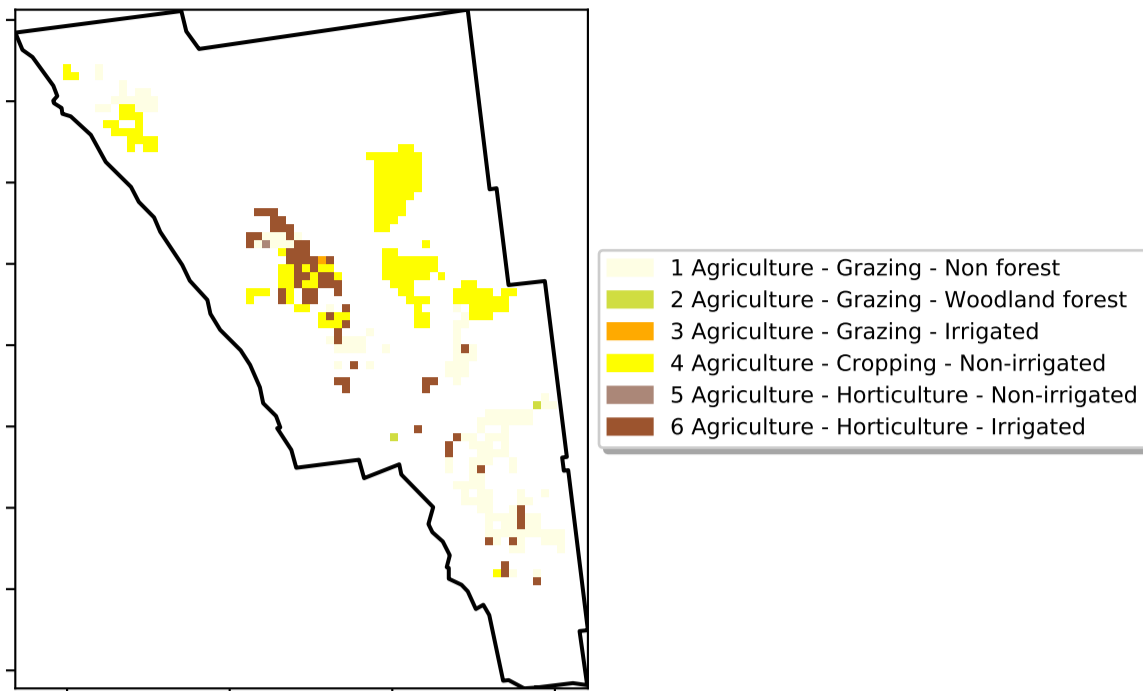 1 Agriculture - Grazing - Non forest
2 Agriculture - Grazing - Woodland forest
3 Agriculture - Grazing - Irrigated
4 Agriculture - Cropping - Non-irrigated
5 Agriculture - Horticulture - Non-irrigated
6 Agriculture - Horticulture - Irrigated